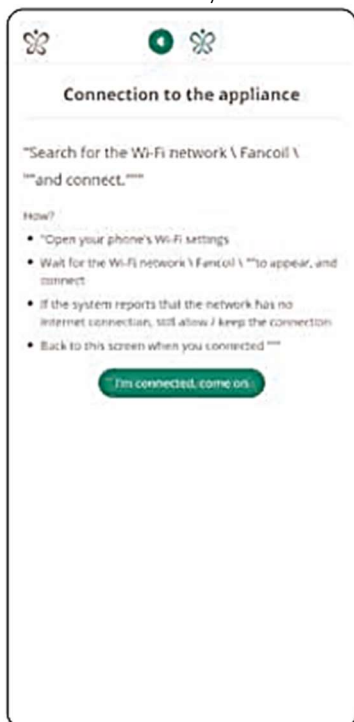 Connection to the appliance
"Search for the Wi-Fi network \ Fancoil \
""and connect.""""
How?
"Open your phone's Wi-Fi settings
Wait for the Wi-Fi network \ Fancoil \ ""to appear, and
connect
If the system reports that the network has no
internet connection, still allow / keep the connection
Back to this screen when you connected """
I'm connected, come on